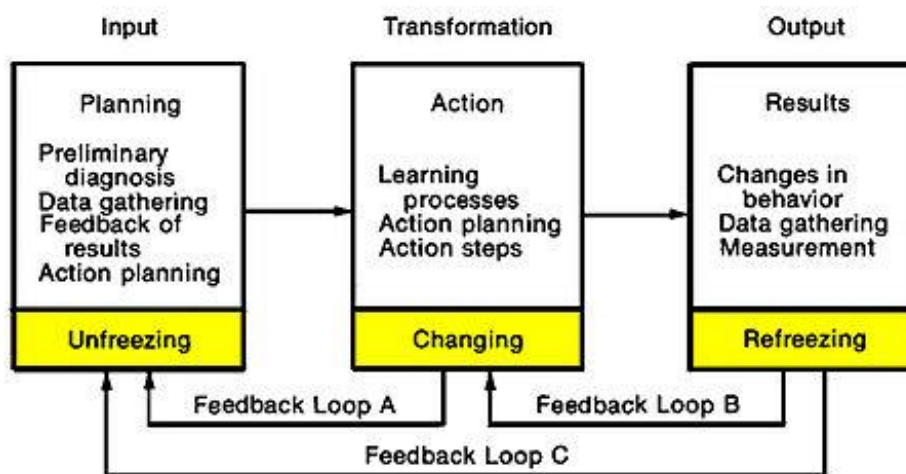 Input
Transformation
Output
Planning
Preliminary
diagnosis
Data gathering
Feedback of
results
Action planning
Unfreezing
Action
Learning
processes
Action planning
Action steps
Changing
Results
Changes in
behavior
Data gathering
Measurement
Refreezing
Feedback Loop A
Feedback Loop B
Feedback Loop C